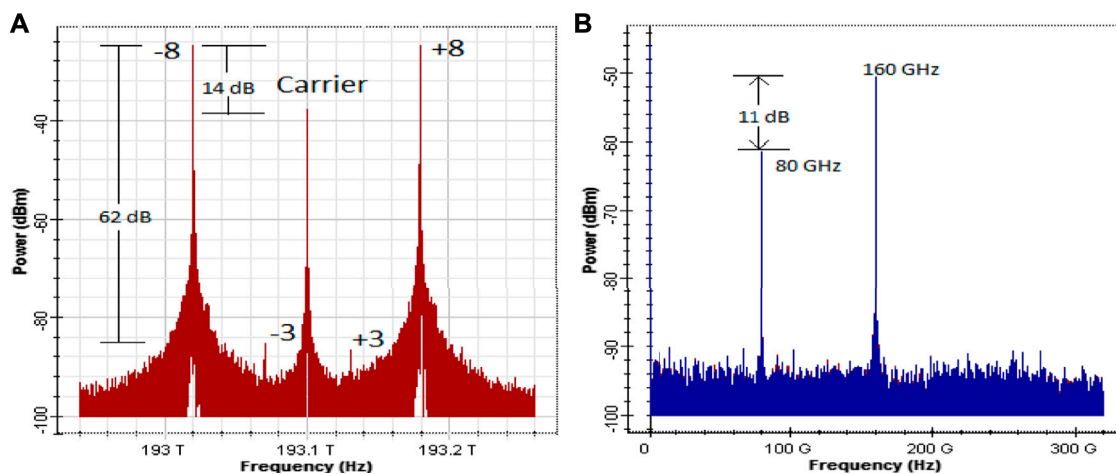 A
-8
+8
14 dB
Carrier
62 dB
-3
+3
Power (dBm)
-40
-60
-80
-100
193 T
193.1 T
193.2 T
Frequency (Hz)
B
160 GHz
11 dB
80 GHz
Power (dBm)
-50
-60
-70
-80
-90
-100
0
100 G
200 G
300 G
Frequency (Hz)